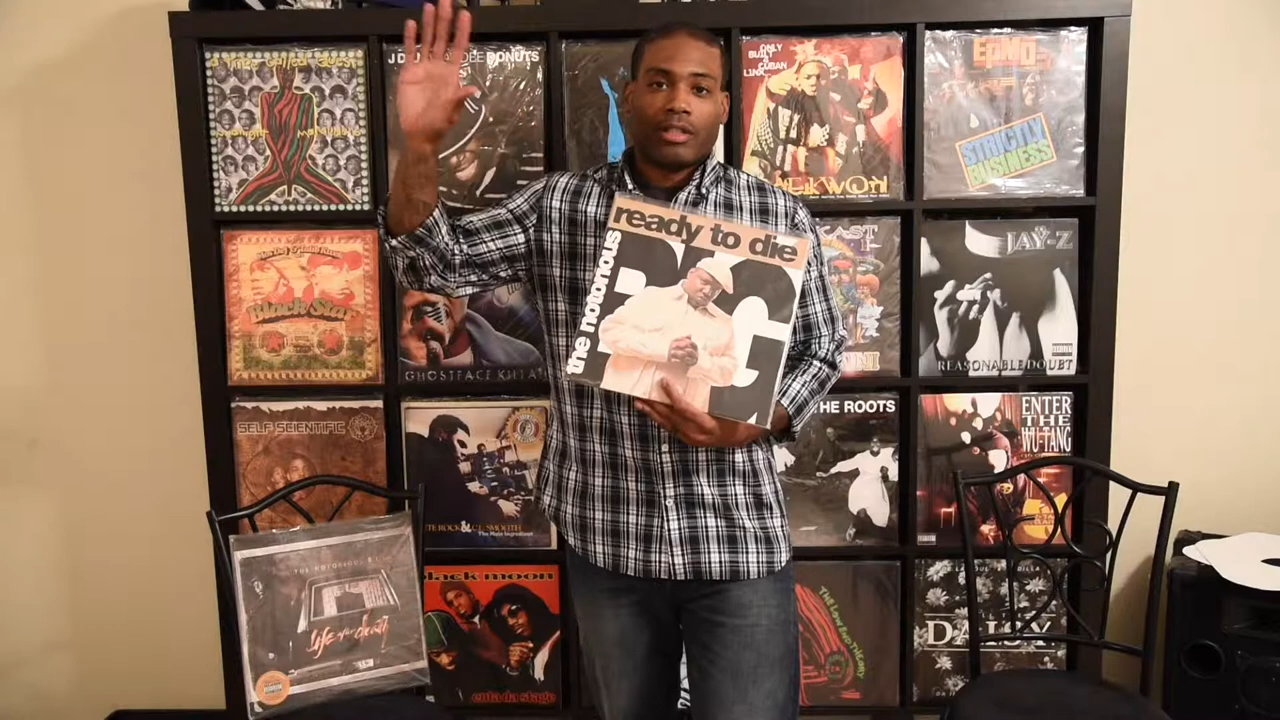 a tribe called quest
midnight marauders
DONUTS
ONLY
BUILT
4
CUBAN
LINX
EPMD
STRICTLY
BUSINESS
ready to die
the notorious
Black Star
GHOSTFACE KILLAH
JAY-Z
REASONABLE DOUBT
SELF SCIENTIFIC
PETE ROCK & C.L. SMOOTH
The Main Ingredient
THE ROOTS
ENTER
THE
WU-TANG
THE NOTORIOUS B.I.G.
life after death
black moon
enta da stage
THE LOW END THEORY
DAISY